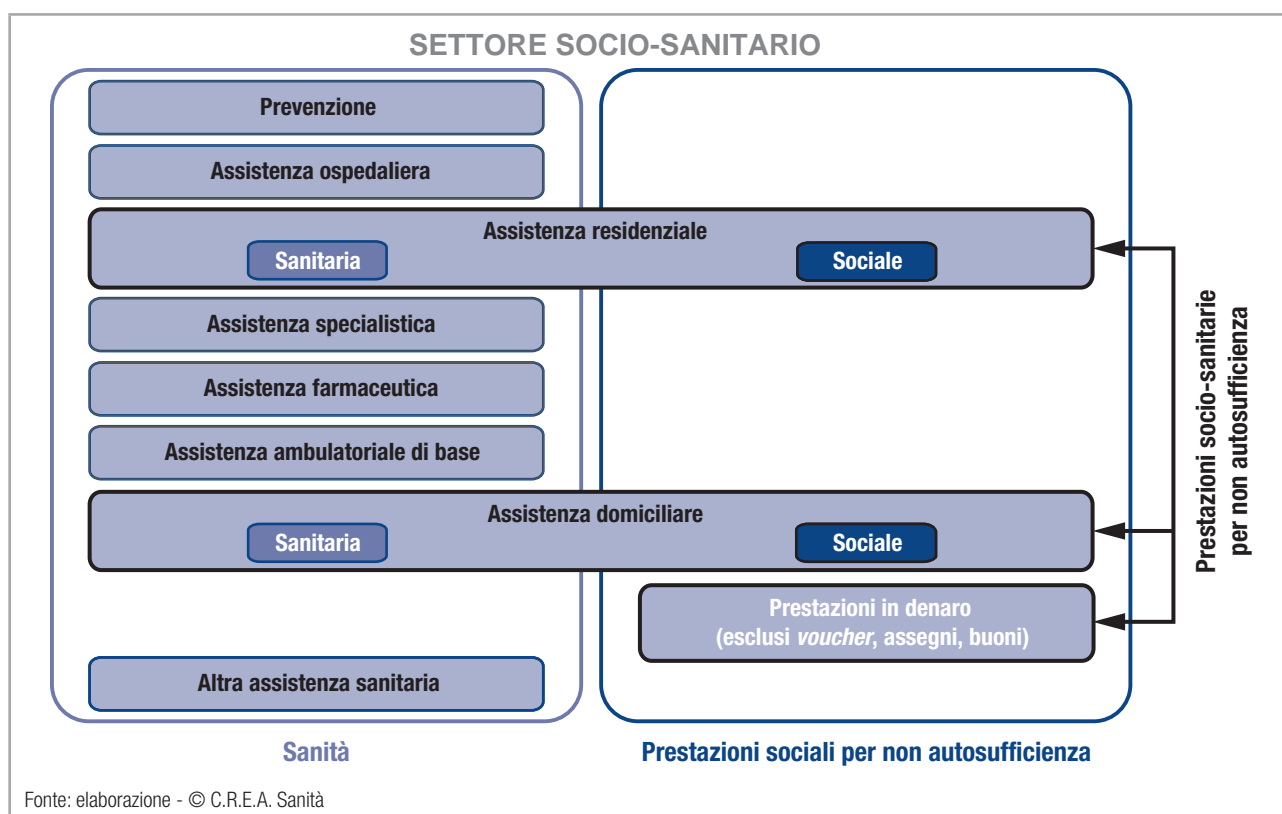 SETTORE SOCIO-SANITARIO
Prevenzione
Assistenza ospedaliera
Assistenza residenziale
Sanitaria
Sociale
Assistenza specialistica
Assistenza farmaceutica
Assistenza ambulatoriale di base
Assistenza domiciliare
Sanitaria
Sociale
Prestazioni in denaro
(esclusi voucher, assegni, buoni)
Altra assistenza sanitaria
Prestazioni socio-sanitarie
per non autosufficienza
Sanità
Prestazioni sociali per non autosufficienza
Fonte: elaborazione - © C.R.E.A. Sanità